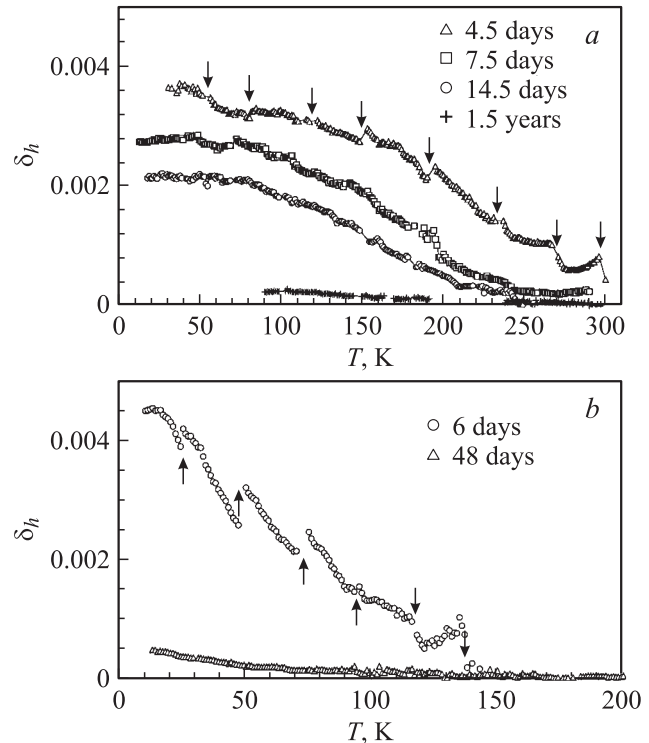 a
△ 4.5 days
□ 7.5 days
○ 14.5 days
+ 1.5 years
0.004
0.002
0
δh
0 50 100 150 200 250 300
T, K
b
○ 6 days
△ 48 days
0.004
0.002
0
δh
0 50 100 150 200
T, K